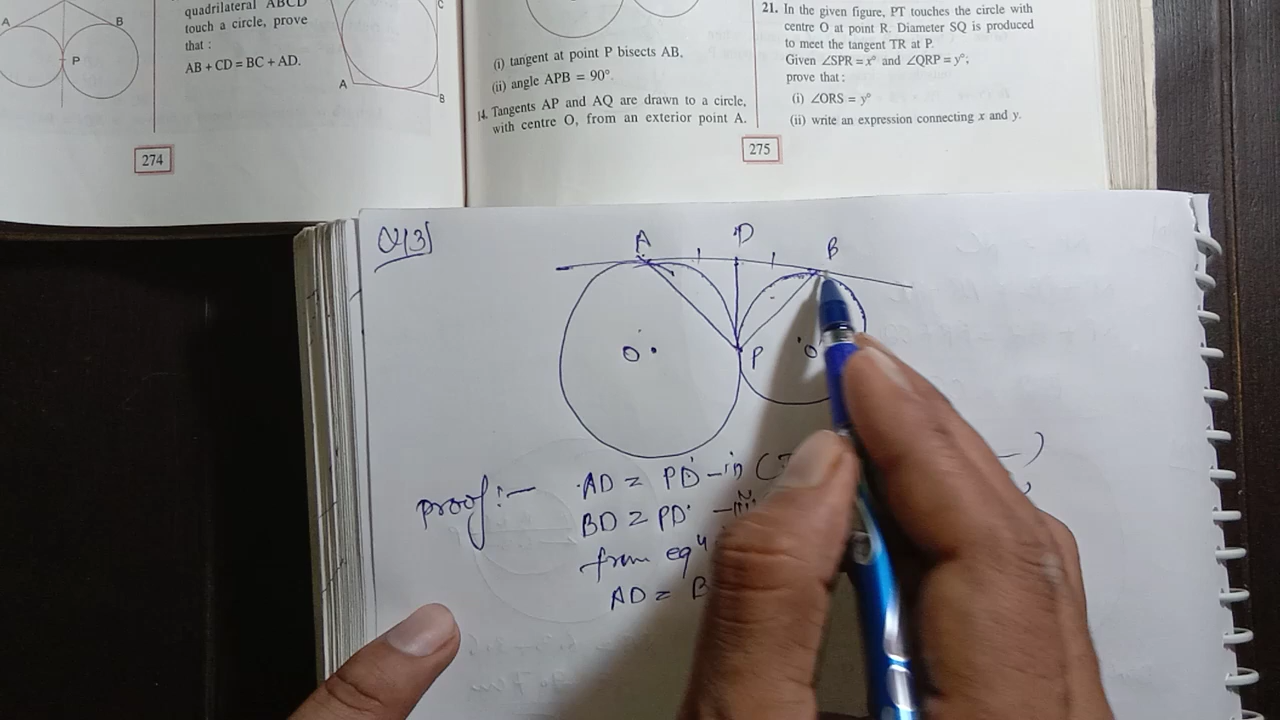 A
B
P
quadrilateral ABCD
touch a circle, prove
that :
AB + CD = BC + AD.
C
A
B
274
(i) tangent at point P bisects AB,
(ii) angle APB = 90°.
14. Tangents AP and AQ are drawn to a circle,
with centre O, from an exterior point A.
21. In the given figure, PT touches the circle with
centre O at point R. Diameter SQ is produced
to meet the tangent TR at P.
Given ∠SPR = x° and ∠QRP = y°;
prove that :
(i) ∠ORS = y°
(ii) write an expression connecting x and y.
275
Q13]
A
D
B
O
P
O
proof:- AD = PD - (i) (
BD = PD - (ii)
from eqn
AD = B